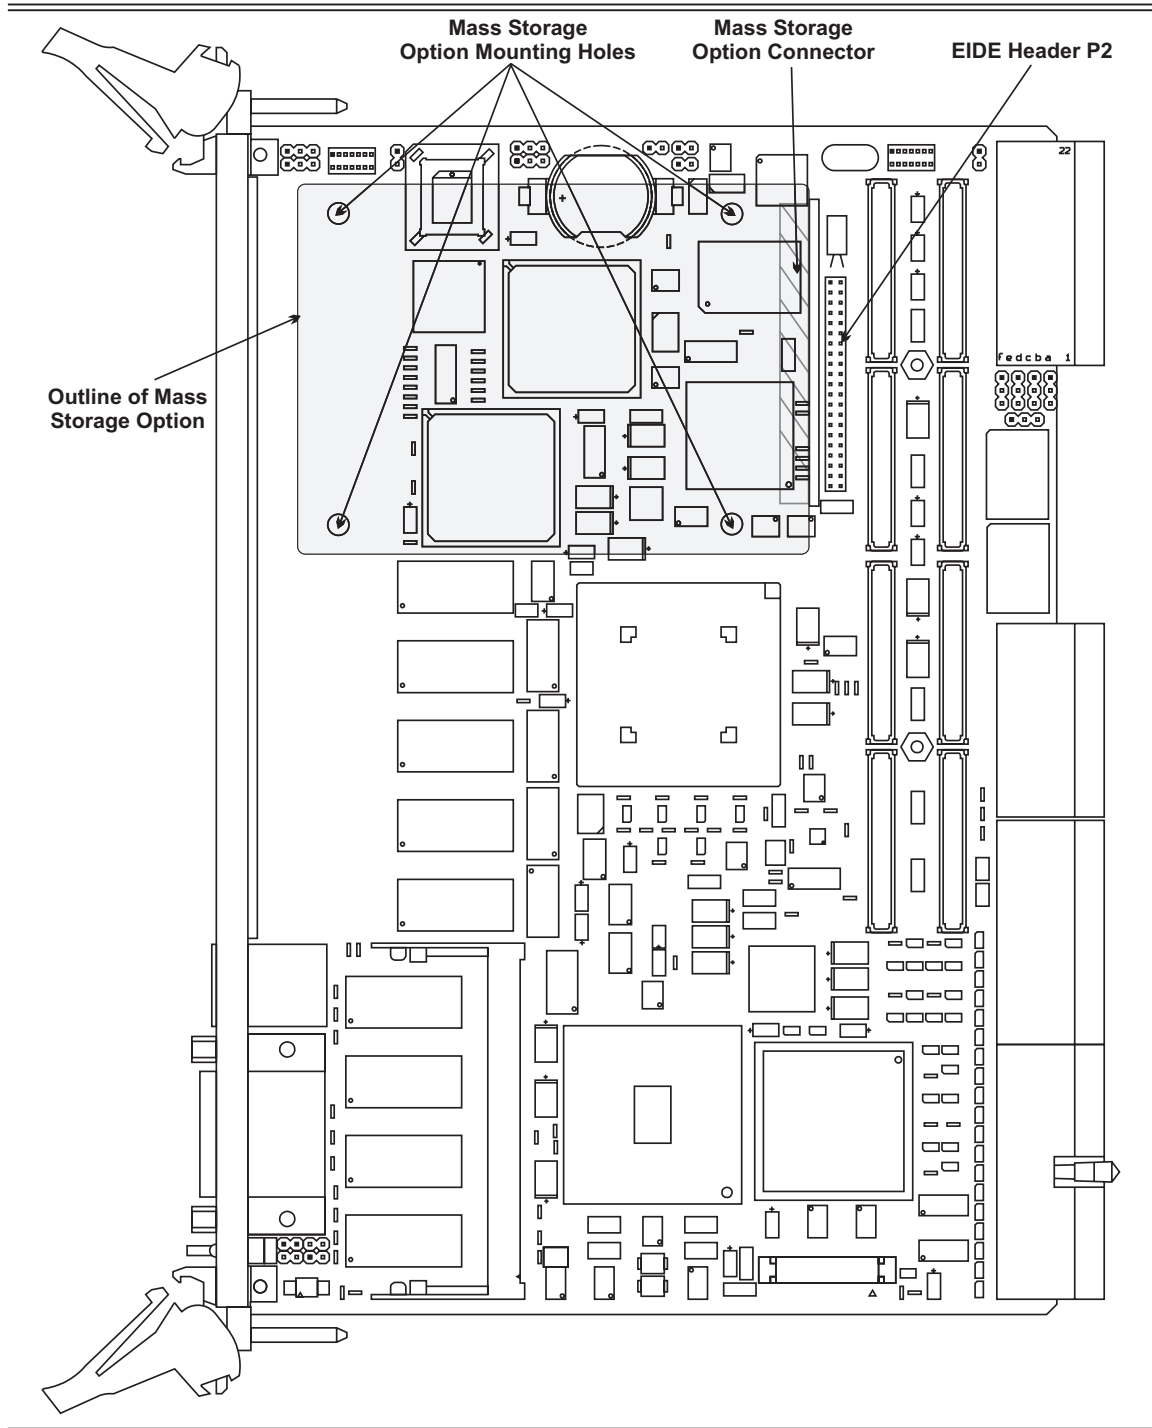 Mass Storage
Option Mounting Holes
Mass Storage
Option Connector
EIDE Header P2
22
fedcba 1
Outline of Mass
Storage Option